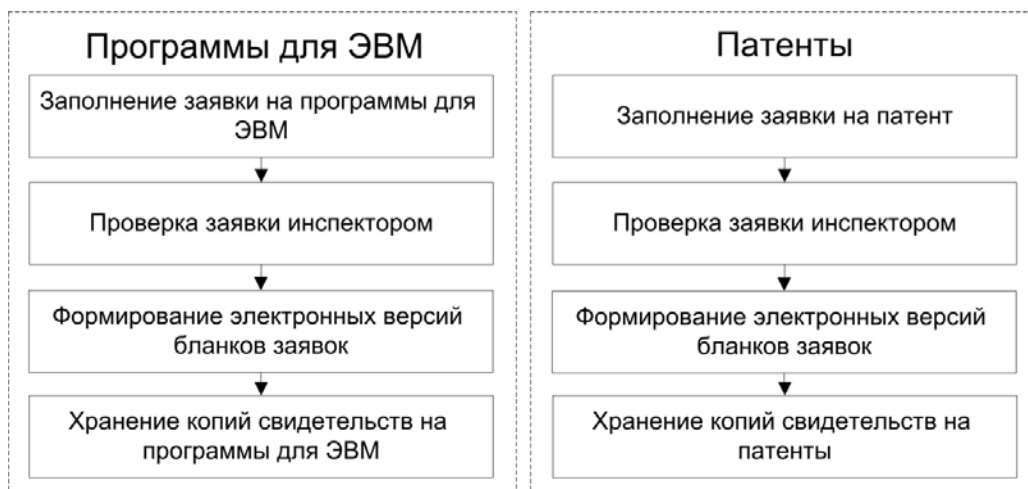 Программы для ЭВМ
Заполнение заявки на программы для
ЭВМ
Проверка заявки инспектором
Формирование электронных версий
бланков заявок
Хранение копий свидетельств на
программы для ЭВМ
Патенты
Заполнение заявки на патент
Проверка заявки инспектором
Формирование электронных версий
бланков заявок
Хранение копий свидетельств на
патенты